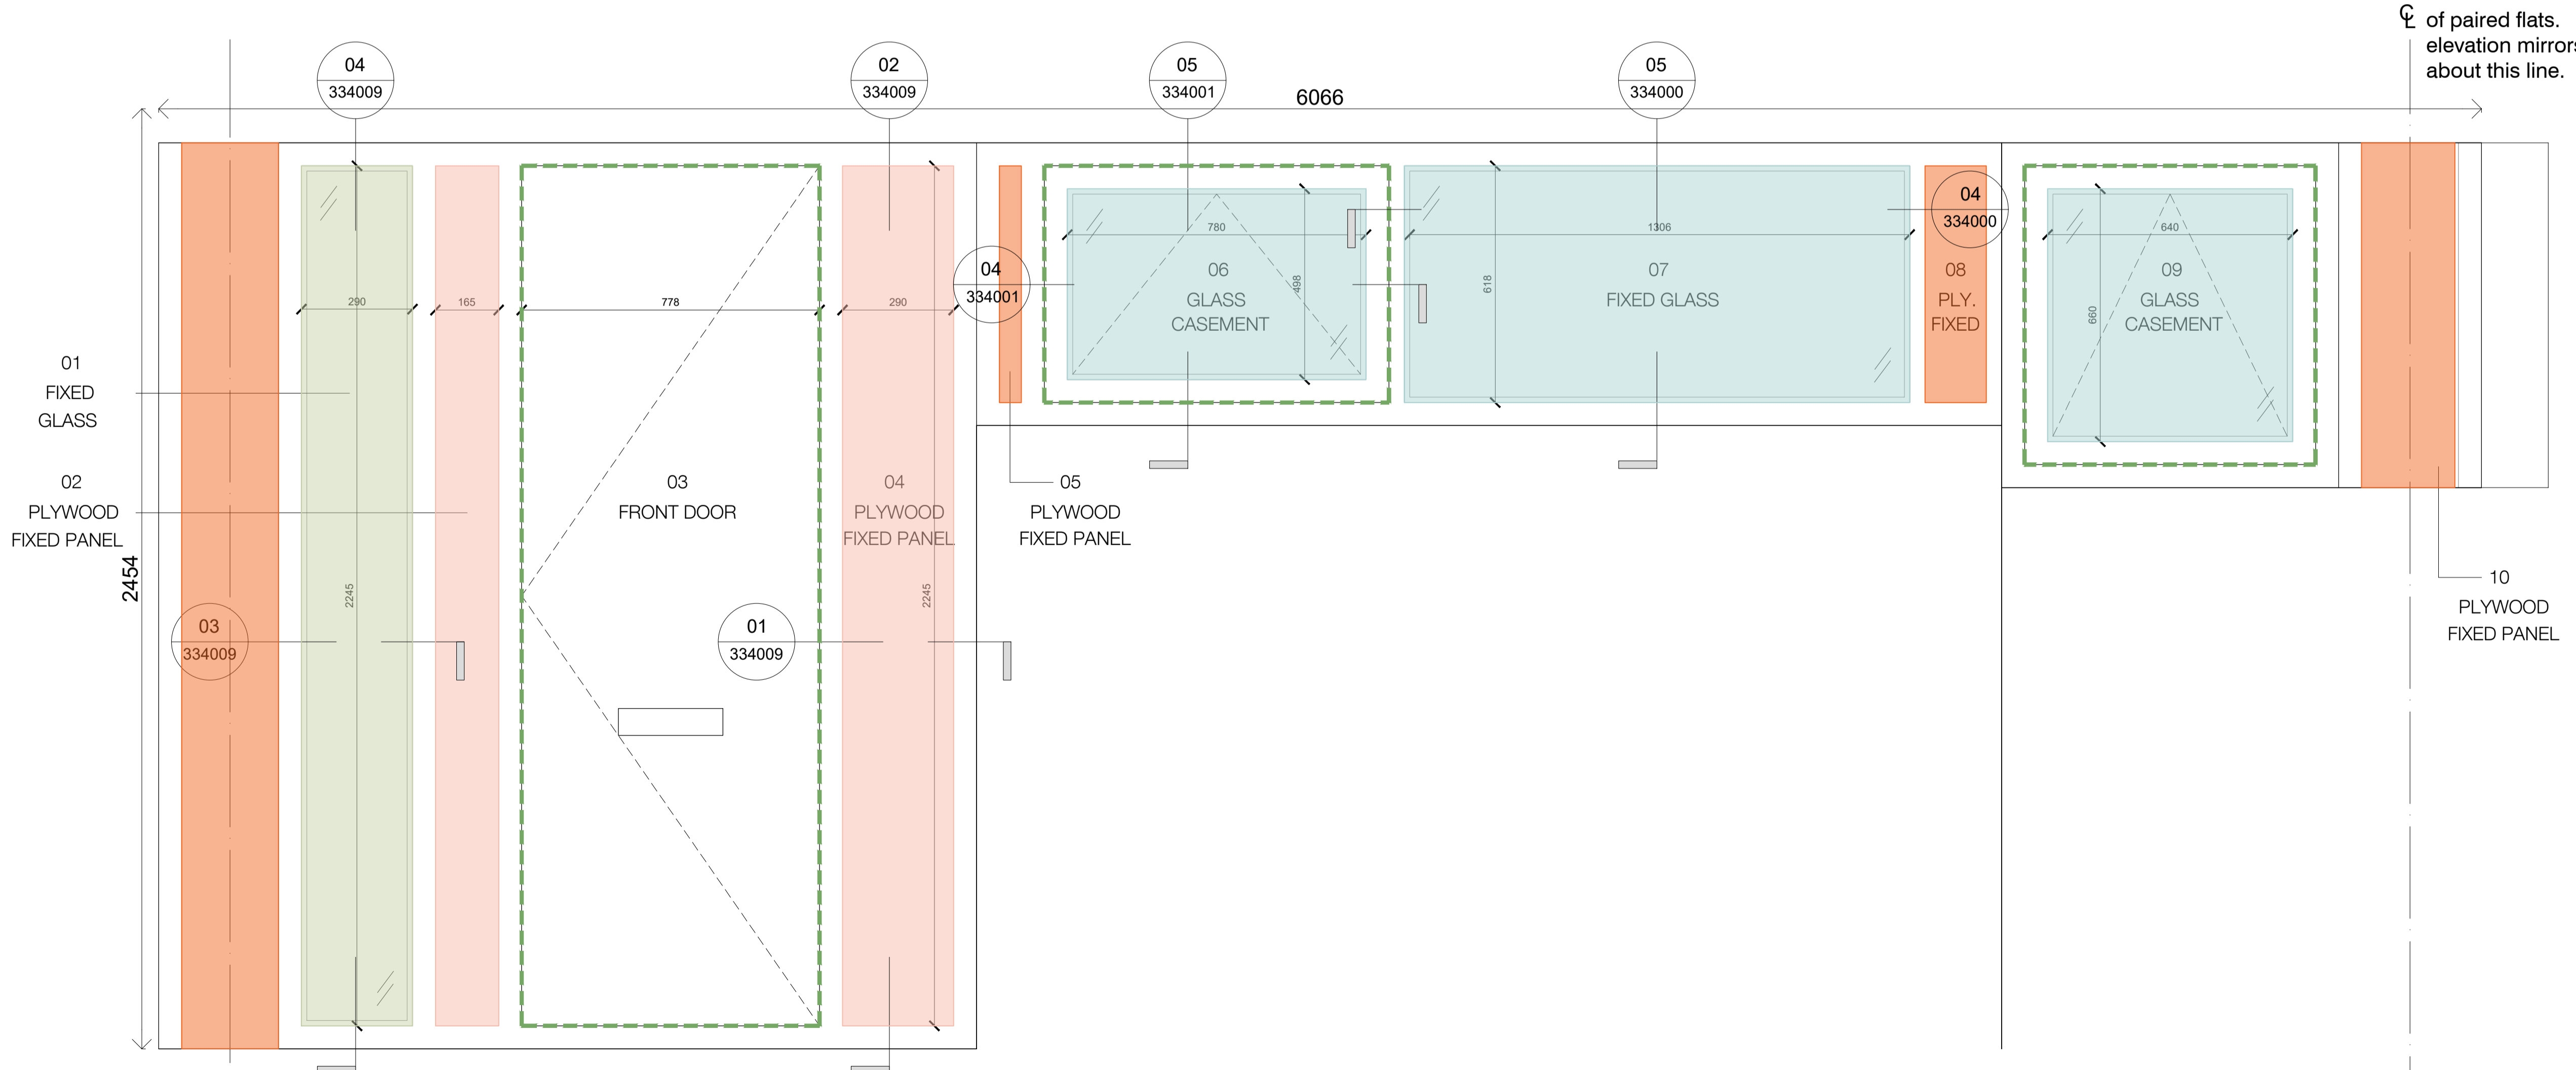 ℄ of paired flats.
elevation mirrors
about this line.
04
334009
02
334009
05
334001
05
334000
6066
2454
04
334001
04
334000
03
334009
01
334009
290
165
778
290
780
498
1306
618
640
660
2245
2245
01
FIXED
GLASS
02
PLYWOOD
FIXED PANEL
03
FRONT DOOR
04
PLYWOOD
FIXED PANEL
05
PLYWOOD
FIXED PANEL
06
GLASS
CASEMENT
07
FIXED GLASS
08
PLY.
FIXED
09
GLASS
CASEMENT
10
PLYWOOD
FIXED PANEL